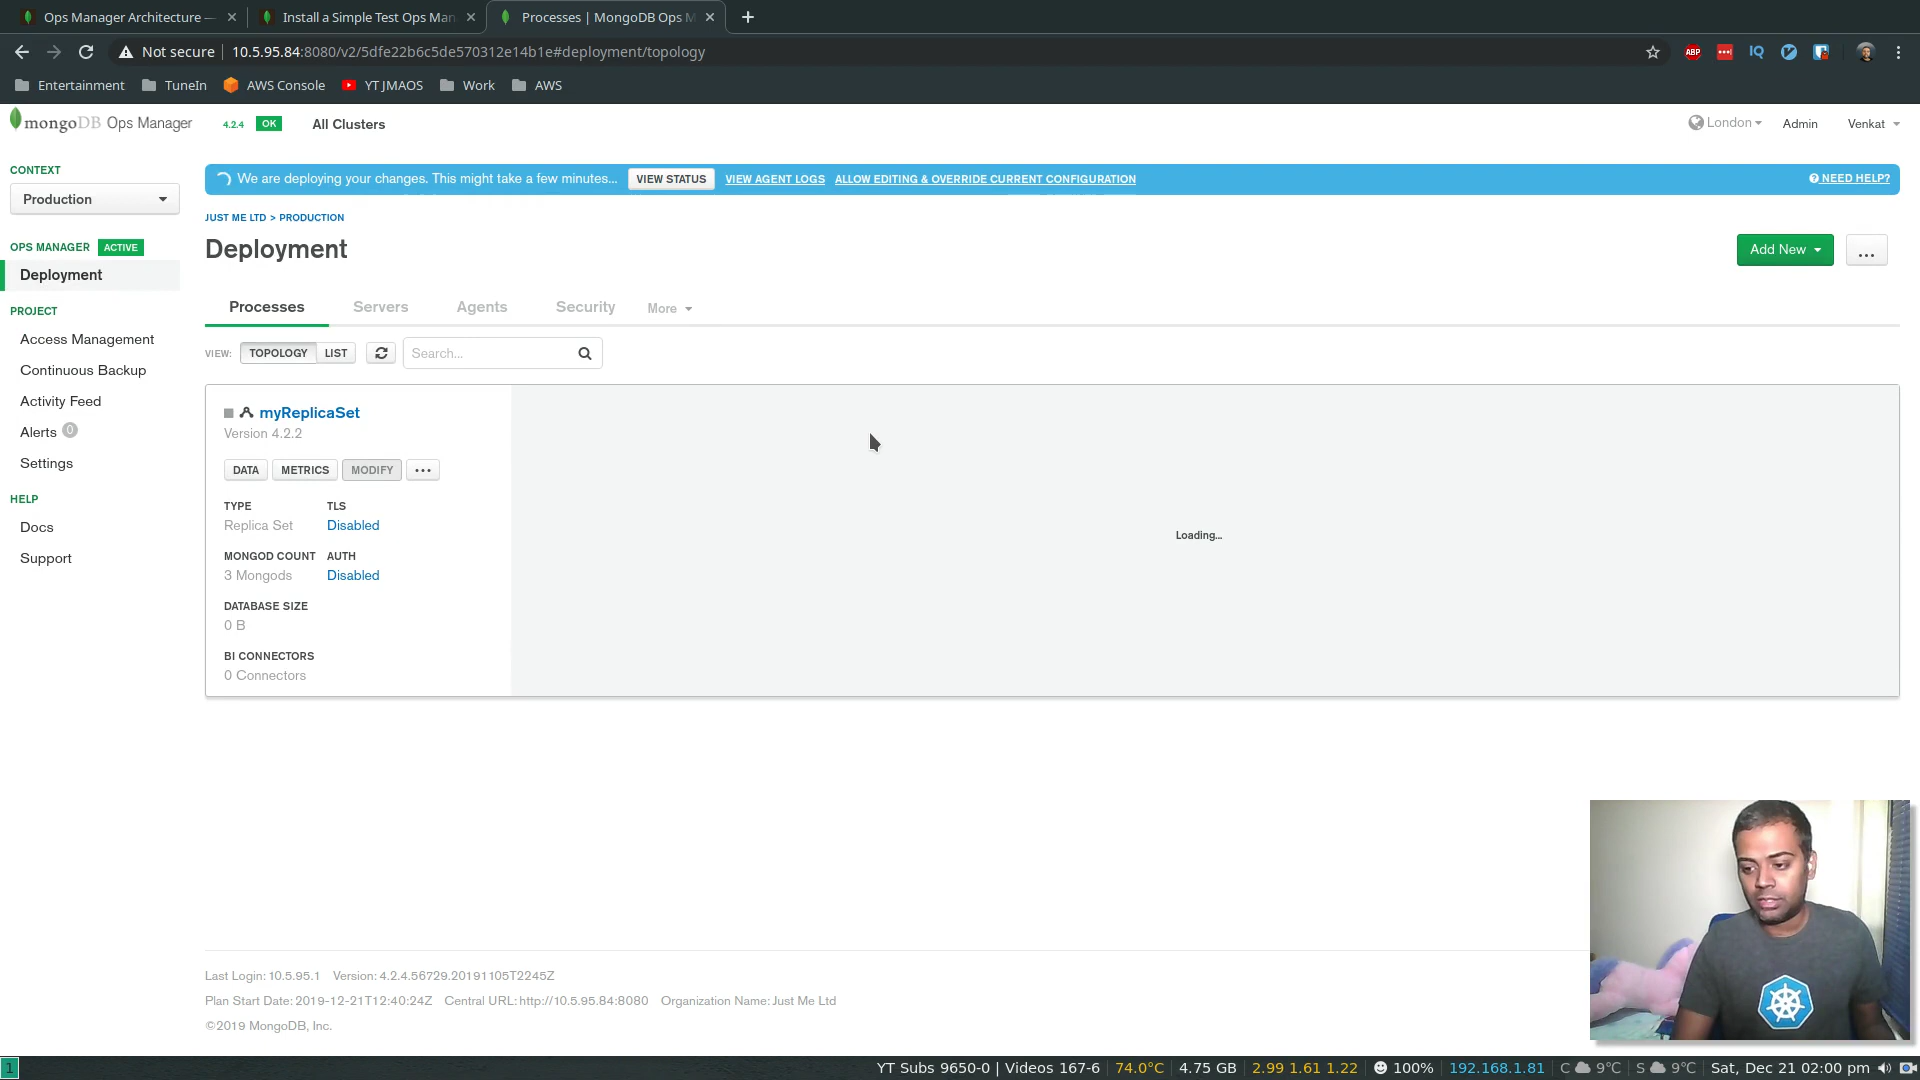 Ops Manager Architecture —
Install a Simple Test Ops Man
Processes | MongoDB Ops M
Not secure
10.5.95.84:8080/v2/5dfe22b6c5de570312e14b1e#deployment/topology
ABP
IQ
Entertainment
TuneIn
AWS Console
YT JMAOS
Work
AWS
mongoDB Ops Manager
4.2.4 OK
All Clusters
London
Admin
Venkat
CONTEXT
Production
OPS MANAGER ACTIVE
Deployment
PROJECT
Access Management
Continuous Backup
Activity Feed
Alerts 0
Settings
HELP
Docs
Support
We are deploying your changes. This might take a few minutes... VIEW STATUS VIEW AGENT LOGS ALLOW EDITING & OVERRIDE CURRENT CONFIGURATION
? NEED HELP?
JUST ME LTD > PRODUCTION
Deployment
Add New
...
Processes
Servers
Agents
Security
More
VIEW: TOPOLOGY LIST
Search...
myReplicaSet
Version 4.2.2
DATA METRICS MODIFY •••
TYPE TLS
Replica Set Disabled
MONGOD COUNT AUTH
3 Mongods Disabled
DATABASE SIZE
0 B
BI CONNECTORS
0 Connectors
Loading...
Last Login: 10.5.95.1 Version: 4.2.4.56729.20191105T2245Z
Plan Start Date: 2019-12-21T12:40:24Z Central URL: http://10.5.95.84:8080 Organization Name: Just Me Ltd
©2019 MongoDB, Inc.
1 YT Subs 9650-0 | Videos 167-6 74.0°C 4.75 GB 2.99 1.61 1.22 100% 192.168.1.81 C 9℃ S 9℃ Sat, Dec 21 02:00 pm